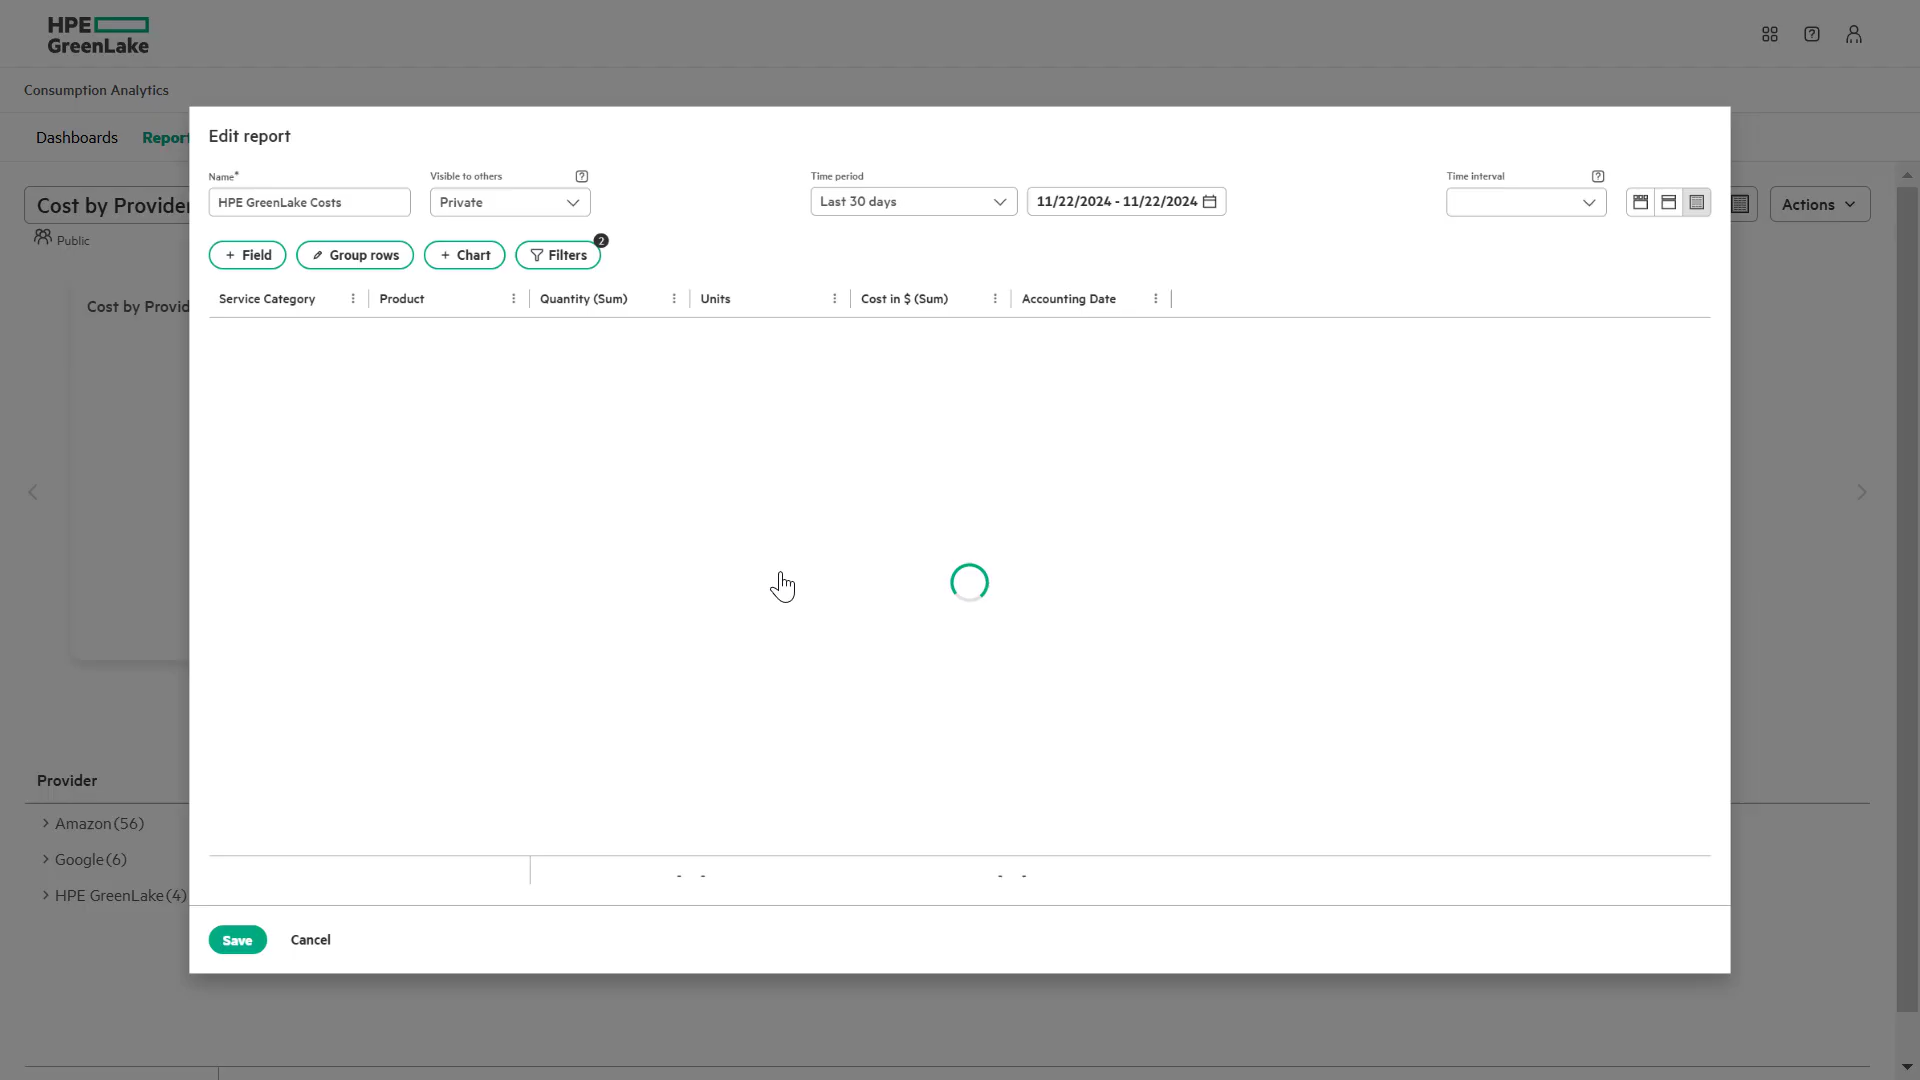 HPE
GreenLake
Consumption Analytics
Dashboards Report
Cost by Provider
Public
Actions
Cost by Provid
Edit report
Name*
HPE GreenLake Costs
Visible to others
Private
Time period
Last 30 days
11/22/2024 - 11/22/2024
Time interval
+ Field
Group rows
+ Chart
Filters
2
Service Category Product Quantity (Sum) Units Cost in $ (Sum) Accounting Date
- - - -
Provider
Amazon(56)
Google(6)
HPE GreenLake(4)
Save Cancel